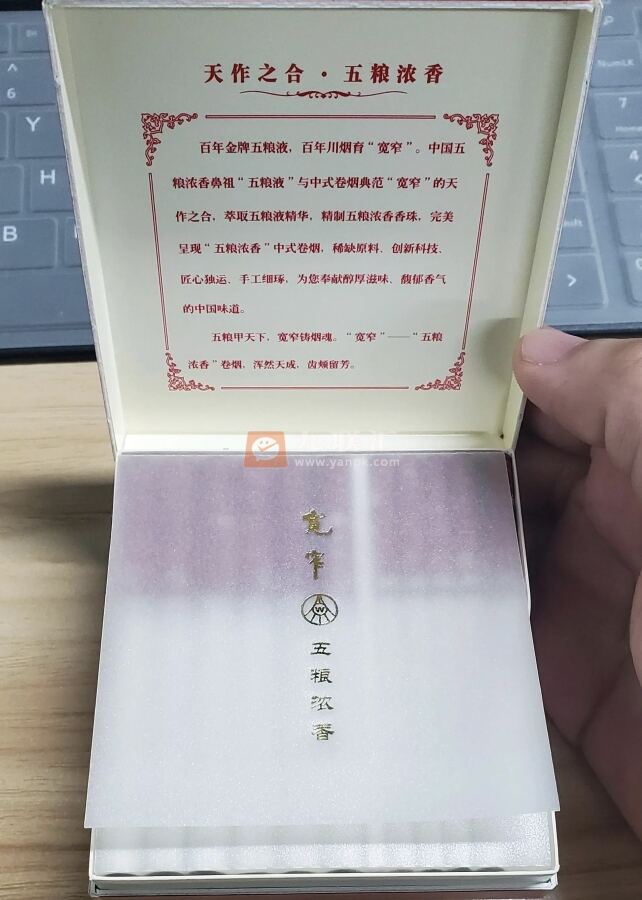 天作之合·五粮浓香
百年金牌五粮液，百年川烟育“宽窄”。中国五
粮浓香鼻祖“五粮液”与中式卷烟典范“宽窄”的天
作之合，萃取五粮液精华，精制五粮浓香香珠，完美
呈现“五粮浓香”中式卷烟，稀缺原料、创新科技、
匠心独运、手工细琢，为您奉献醇厚滋味、馥郁香气
的中国味道。
五粮甲天下，宽窄铸烟魂。“宽窄”——“五粮
浓香”卷烟，浑然天成，齿颊留芳。
www.yanpk.com
宽
窄
W
五
粮
浓
香
NumLK
6
7
Y
H
B